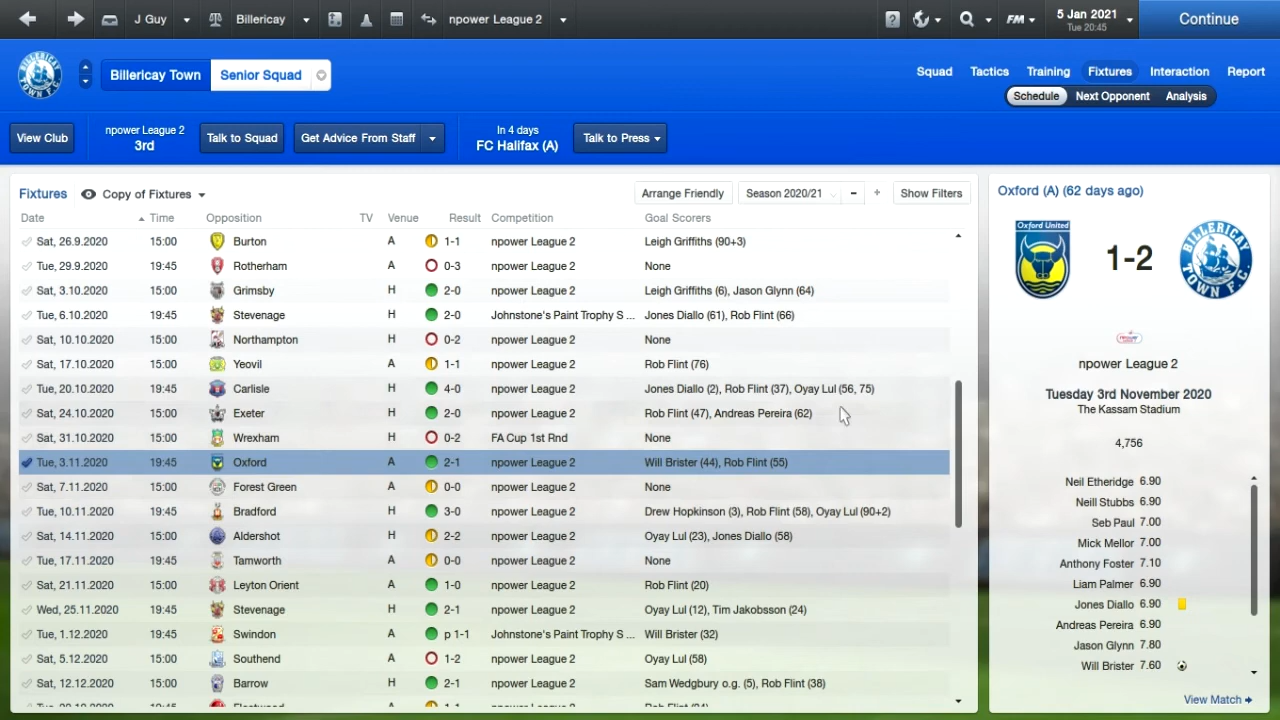 J Guy Billericay npower League 2 ? FM 5 Jan 2021 Tue 20:45 Continue
Billericay Town Senior Squad Squad Tactics Training Fixtures Interaction Report
Schedule Next Opponent Analysis
View Club npower League 2 3rd Talk to Squad Get Advice From Staff In 4 days FC Halifax (A) Talk to Press
Fixtures Copy of Fixtures Arrange Friendly Season 2020/21 - + Show Filters
Date Time Opposition TV Venue Result Competition Goal Scorers
Sat, 26.9.2020 15:00 Burton A 1-1 npower League 2 Leigh Griffiths (90+3)
Tue, 29.9.2020 19:45 Rotherham A 0-3 npower League 2 None
Sat, 3.10.2020 15:00 Grimsby H 2-0 npower League 2 Leigh Griffiths (6), Jason Glynn (64)
Tue, 6.10.2020 19:45 Stevenage H 2-0 Johnstone's Paint Trophy S ... Jones Diallo (61), Rob Flint (66)
Sat, 10.10.2020 15:00 Northampton H 0-2 npower League 2 None
Sat, 17.10.2020 15:00 Yeovil A 1-1 npower League 2 Rob Flint (76)
Tue, 20.10.2020 19:45 Carlisle H 4-0 npower League 2 Jones Diallo (2), Rob Flint (37), Oyay Lul (56, 75)
Sat, 24.10.2020 15:00 Exeter H 2-0 npower League 2 Rob Flint (47), Andreas Pereira (62)
Sat, 31.10.2020 15:00 Wrexham H 0-2 FA Cup 1st Rnd None
Tue, 3.11.2020 19:45 Oxford A 2-1 npower League 2 Will Brister (44), Rob Flint (55)
Sat, 7.11.2020 15:00 Forest Green A 0-0 npower League 2 None
Tue, 10.11.2020 19:45 Bradford H 3-0 npower League 2 Drew Hopkinson (3), Rob Flint (58), Oyay Lul (90+2)
Sat, 14.11.2020 15:00 Aldershot H 2-2 npower League 2 Oyay Lul (23), Jones Diallo (58)
Tue, 17.11.2020 19:45 Tamworth A 0-0 npower League 2 None
Sat, 21.11.2020 15:00 Leyton Orient A 1-0 npower League 2 Rob Flint (20)
Wed, 25.11.2020 19:45 Stevenage H 2-1 npower League 2 Oyay Lul (12), Tim Jakobsson (24)
Tue, 1.12.2020 19:45 Swindon A p 1-1 Johnstone's Paint Trophy S ... Will Brister (32)
Sat, 5.12.2020 15:00 Southend A 1-2 npower League 2 Oyay Lul (58)
Sat, 12.12.2020 15:00 Barrow H 2-1 npower League 2 Sam Wedgbury o.g. (5), Rob Flint (38)
Oxford (A) (62 days ago)
Oxford United
1-2
BILLERICAY TOWN F.C.
npower League 2
Tuesday 3rd November 2020
The Kassam Stadium
4,756
Neil Etheridge 6.90
Neill Stubbs 6.90
Seb Paul 7.00
Mick Mellor 7.00
Anthony Foster 7.10
Liam Palmer 6.90
Jones Diallo 6.90
Andreas Pereira 6.90
Jason Glynn 7.80
Will Brister 7.60
View Match